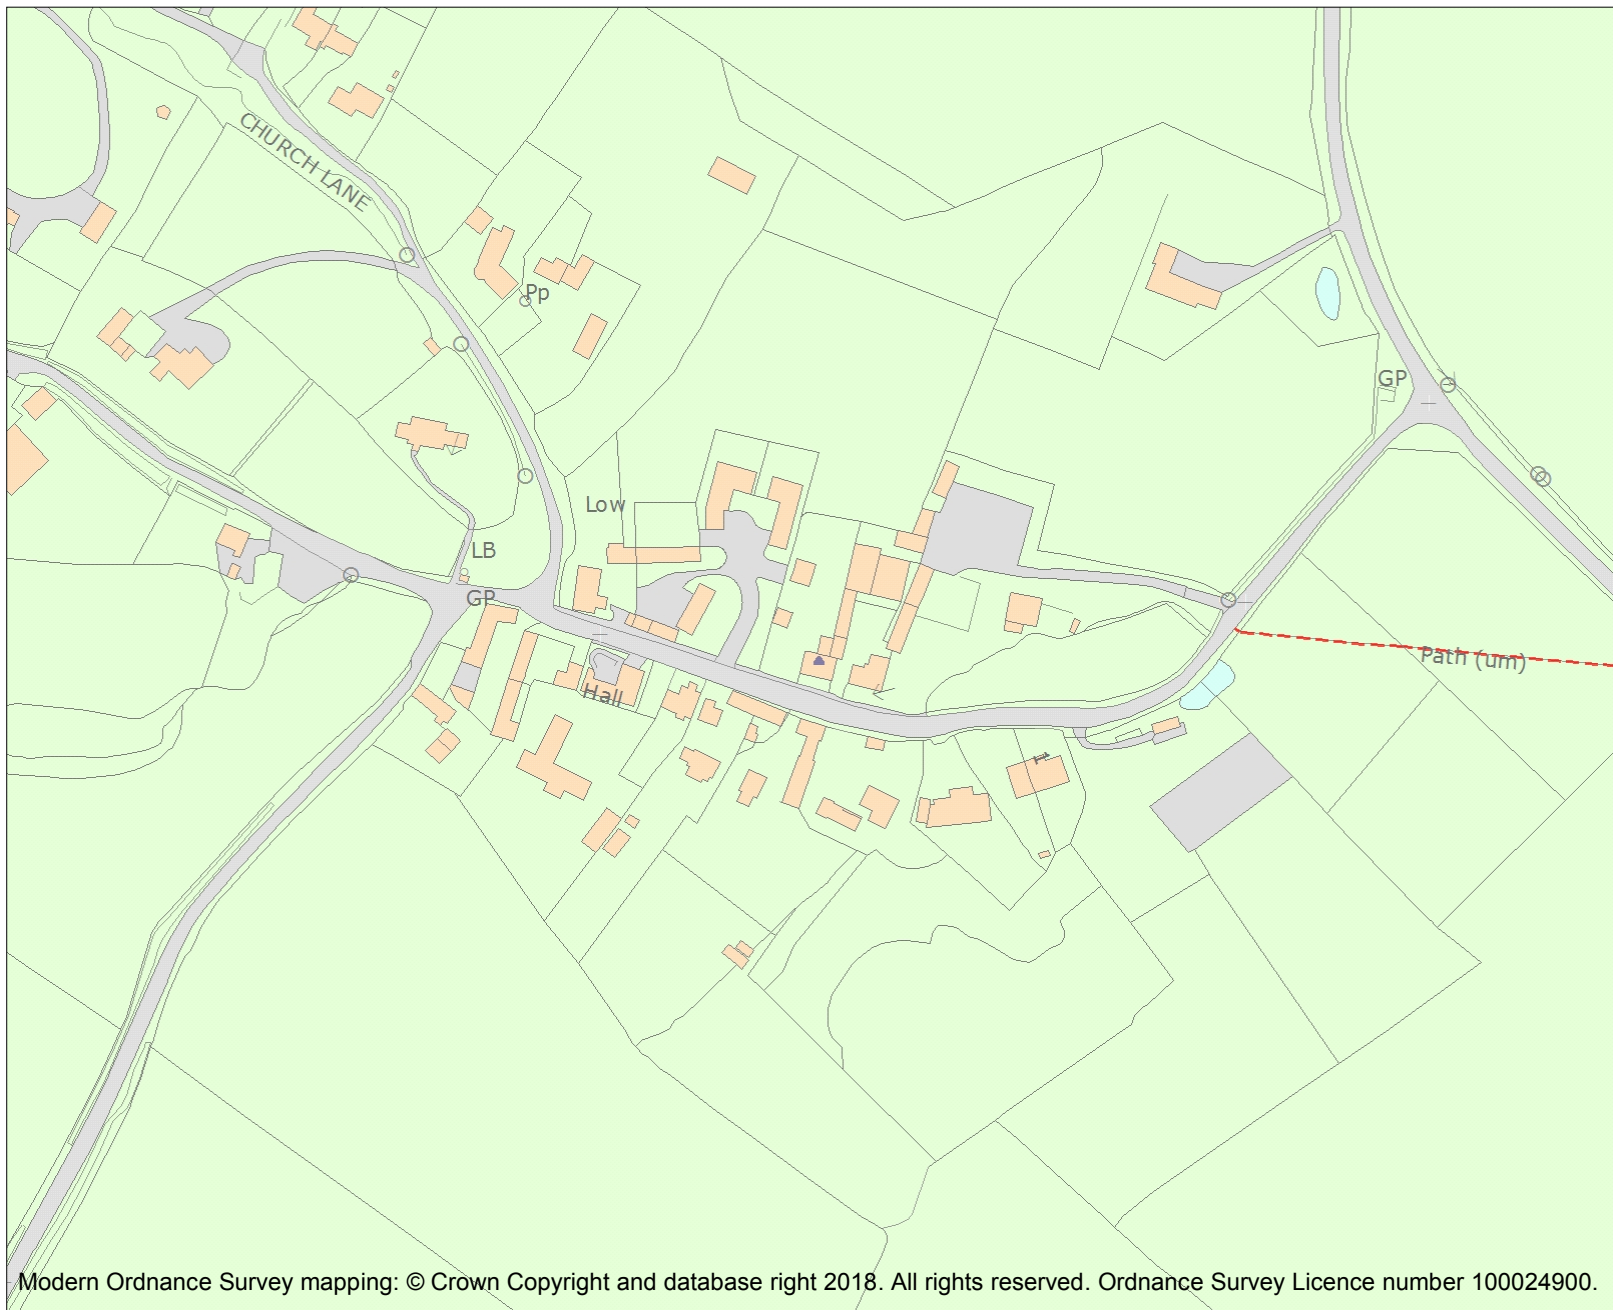 CHURCH LANE
Pp
GP
Low
LB
GP
Path (um)
Hall
1
Modern Ordnance Survey mapping: © Crown Copyright and database right 2018. All rights reserved. Ordnance Survey Licence number 100024900.